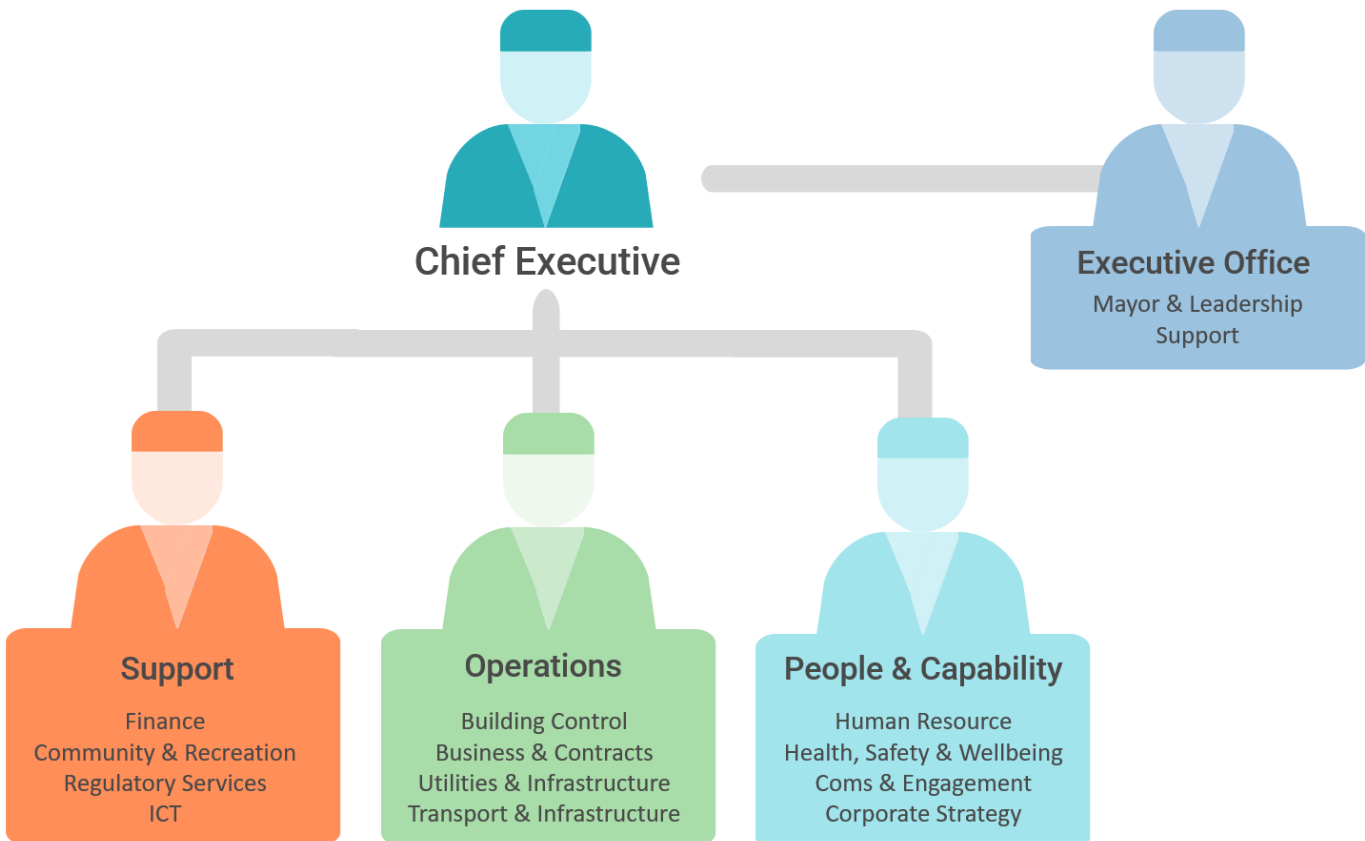 Chief Executive
Executive Office
Mayor & Leadership
Support
Support
Finance
Community & Recreation
Regulatory Services
ICT
Operations
Building Control
Business & Contracts
Utilities & Infrastructure
Transport & Infrastructure
People & Capability
Human Resource
Health, Safety & Wellbeing
Coms & Engagement
Corporate Strategy